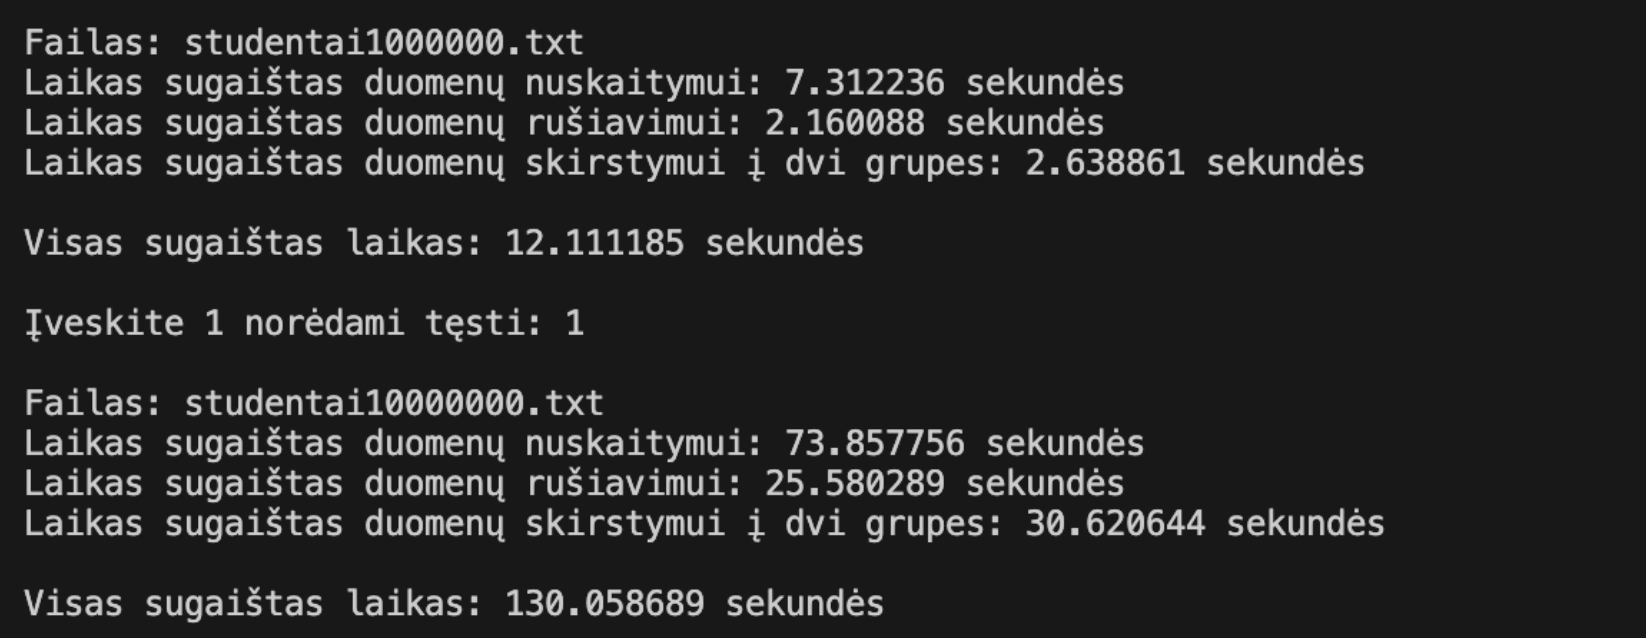 Failas: studentai1000000.txt
Laikas sugaištas duomenų nuskaitymui: 7.312236 sekundės
Laikas sugaištas duomenų rušiavimui: 2.160088 sekundės
Laikas sugaištas duomenų skirstymui į dvi grupes: 2.638861 sekundės
Visas sugaištas laikas: 12.111185 sekundės
Įveskite 1 norėdami tęsti: 1
Failas: studentai10000000.txt
Laikas sugaištas duomenų nuskaitymui: 73.857756 sekundės
Laikas sugaištas duomenų rušiavimui: 25.580289 sekundės
Laikas sugaištas duomenų skirstymui į dvi grupes: 30.620644 sekundės
Visas sugaištas laikas: 130.058689 sekundės